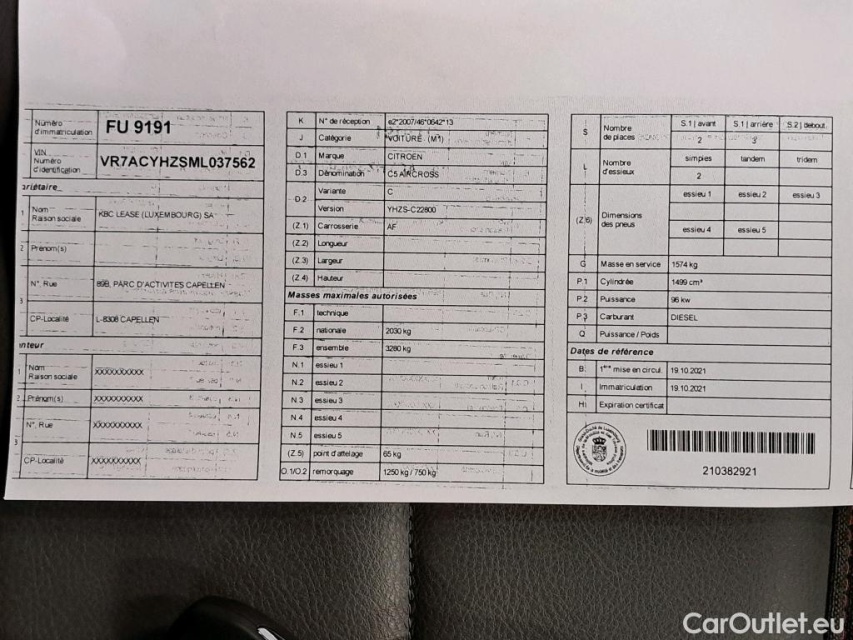 Numéro d'immatriculation FU 9191
VIN Numéro d'identification VR7ACYHZSML037562
priétaire
1 Nom Raison sociale KBC LEASE (LUXEMBOURG) SA
2 Prénom(s)
3 N°, Rue 89B, PARC D'ACTIVITES CAPELLEN
CP-Localité L-8308 CAPELLEN
nteur
1 Nom Raison sociale XXXXXXXXXX
2 Prénom(s) XXXXXXXXXX
3 N°, Rue XXXXXXXXXX
CP-Localité XXXXXXXXXX
K N° de réception e2*2007/46*0642*13
J Catégorie VOITURE (M1)
D.1 Marque CITROEN
D.3 Dénomination C5 AIRCROSS
D.2 Variante C
Version YHZS-C22800
(Z.1) Carrosserie AF
(Z.2) Longueur
(Z.3) Largeur
(Z.4) Hauteur
Masses maximales autorisées
F.1 technique
F.2 nationale 2030 kg
F.3 ensemble 3280 kg
N.1 essieu 1
N.2 essieu 2
N.3 essieu 3
N.4 essieu 4
N.5 essieu 5
(Z.5) point d'attelage 65 kg
O.1/O.2 remorquage 1250 kg / 750 kg
S Nombre de places S.1 | avant S.1 | arrière S.2 | debout
2 3
L Nombre d'essieux simples tandem tridem
2
(Z.6) Dimensions des pneus essieu 1 essieu 2 essieu 3
essieu 4 essieu 5
G Masse en service 1574 kg
P.1 Cylindrée 1499 cm³
P.2 Puissance 96 kw
P.3 Carburant DIESEL
Q Puissance / Poids
Dates de référence
B 1ère mise en circul. 19.10.2021
I Immatriculation 19.10.2021
H Expiration certificat
210382921
CarOutlet.eu